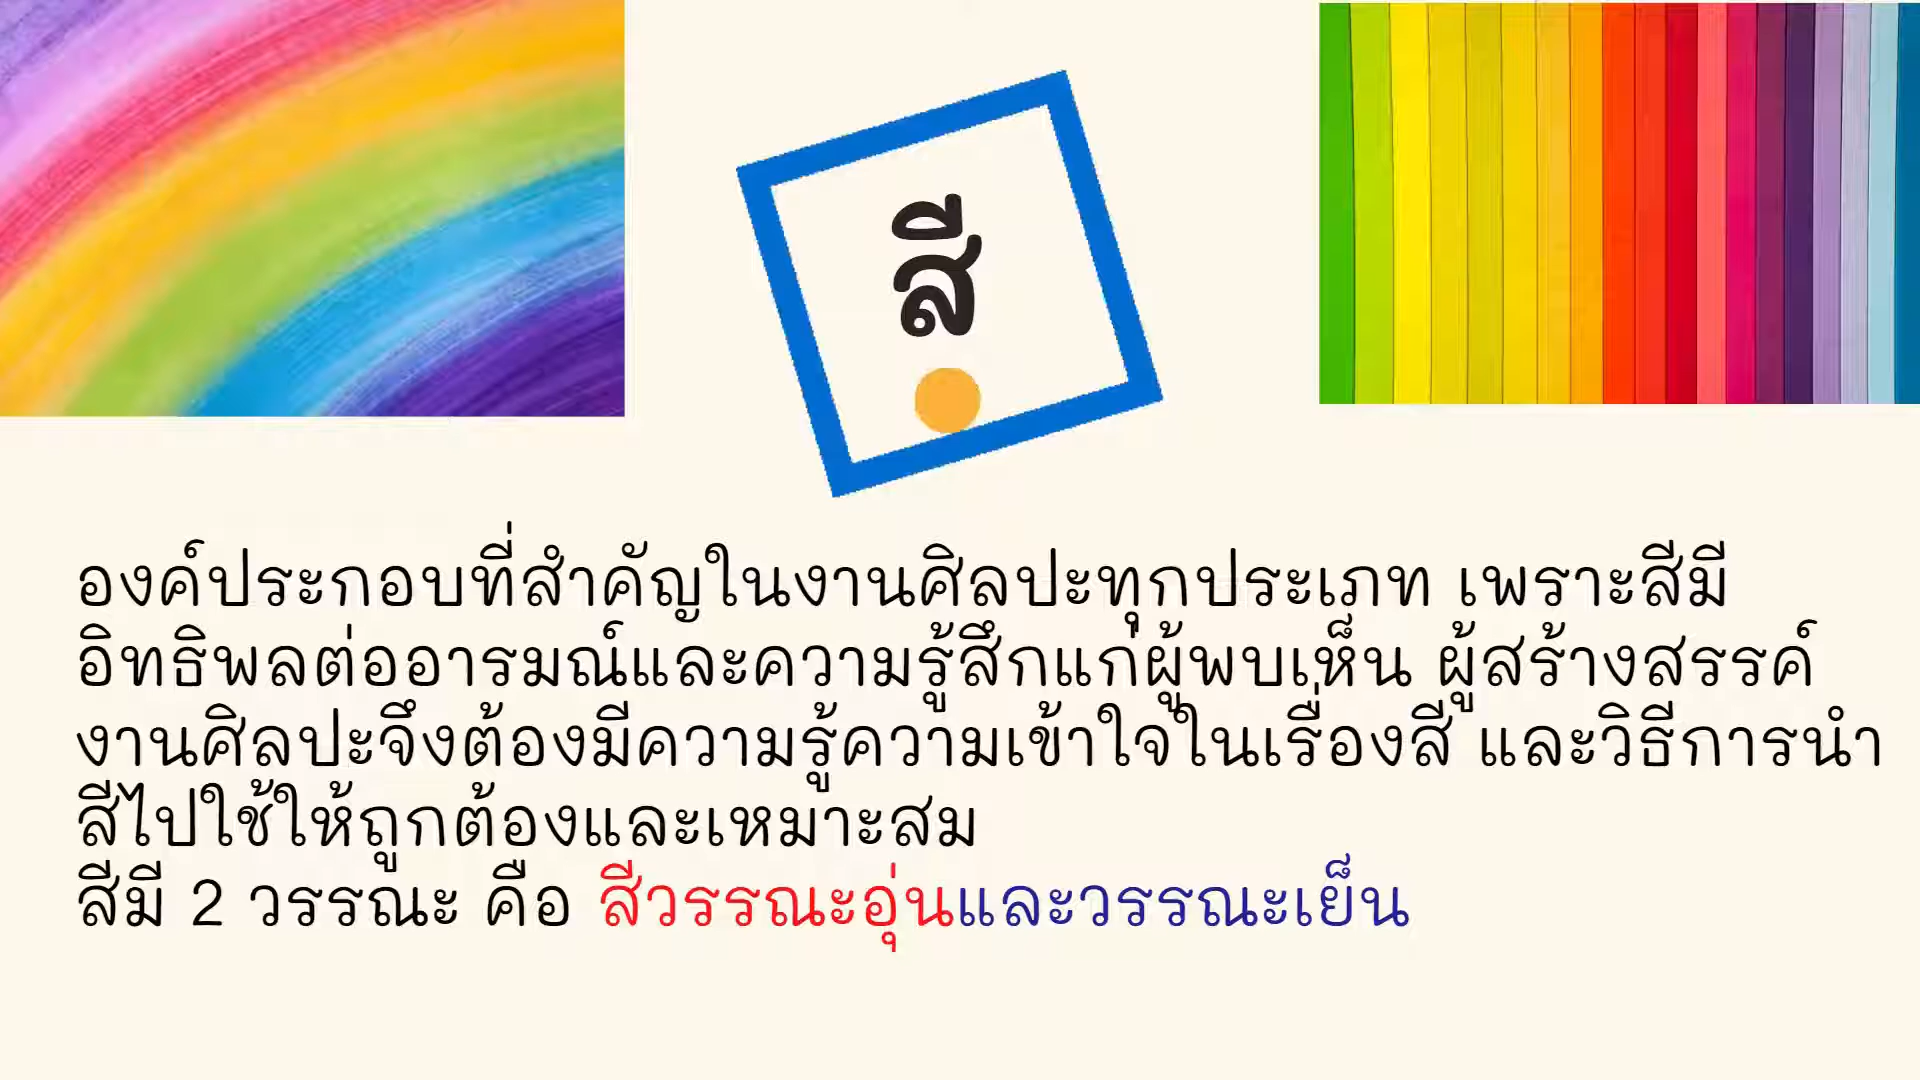 สี
องค์ประกอบที่สำคัญในงานศิลปะทุกประเภท เพราะสีมี
อิทธิพลต่ออารมณ์และความรู้สึกแก่ผู้พบเห็น ผู้สร้างสรรค์
งานศิลปะจึงต้องมีความรู้ความเข้าใจในเรื่องสี และวิธีการนำ
สีไปใช้ให้ถูกต้องและเหมาะสม
สีมี 2 วรรณะ คือ สีวรรณะอุ่นและวรรณะเย็น